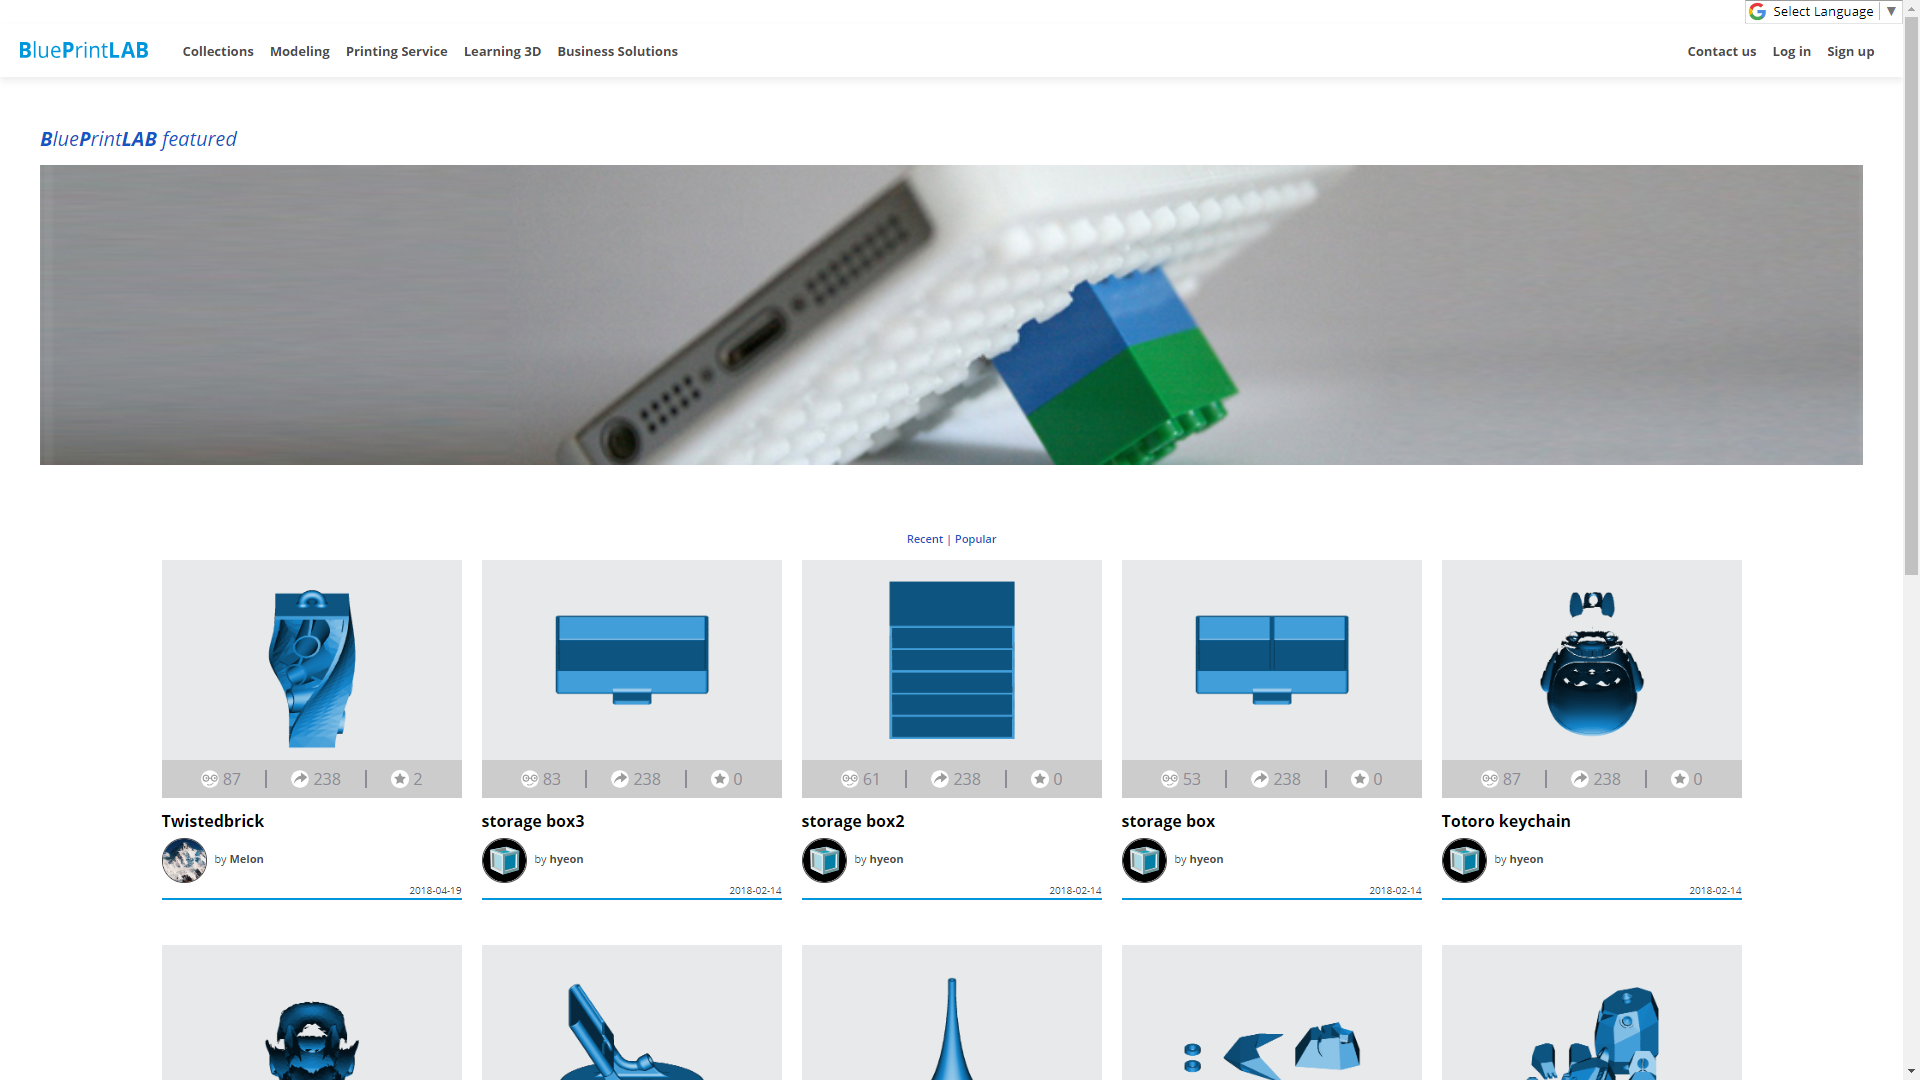 Select Language ▼
BluePrintLAB Collections Modeling Printing Service Learning 3D Business Solutions Contact us Log in Sign up
BluePrintLAB featured
Recent | Popular
87 | 238 | 2
83 | 238 | 0
61 | 238 | 0
53 | 238 | 0
87 | 238 | 0
Twistedbrick
by Melon
2018-04-19
storage box3
by hyeon
2018-02-14
storage box2
by hyeon
2018-02-14
storage box
by hyeon
2018-02-14
Totoro keychain
by hyeon
2018-02-14